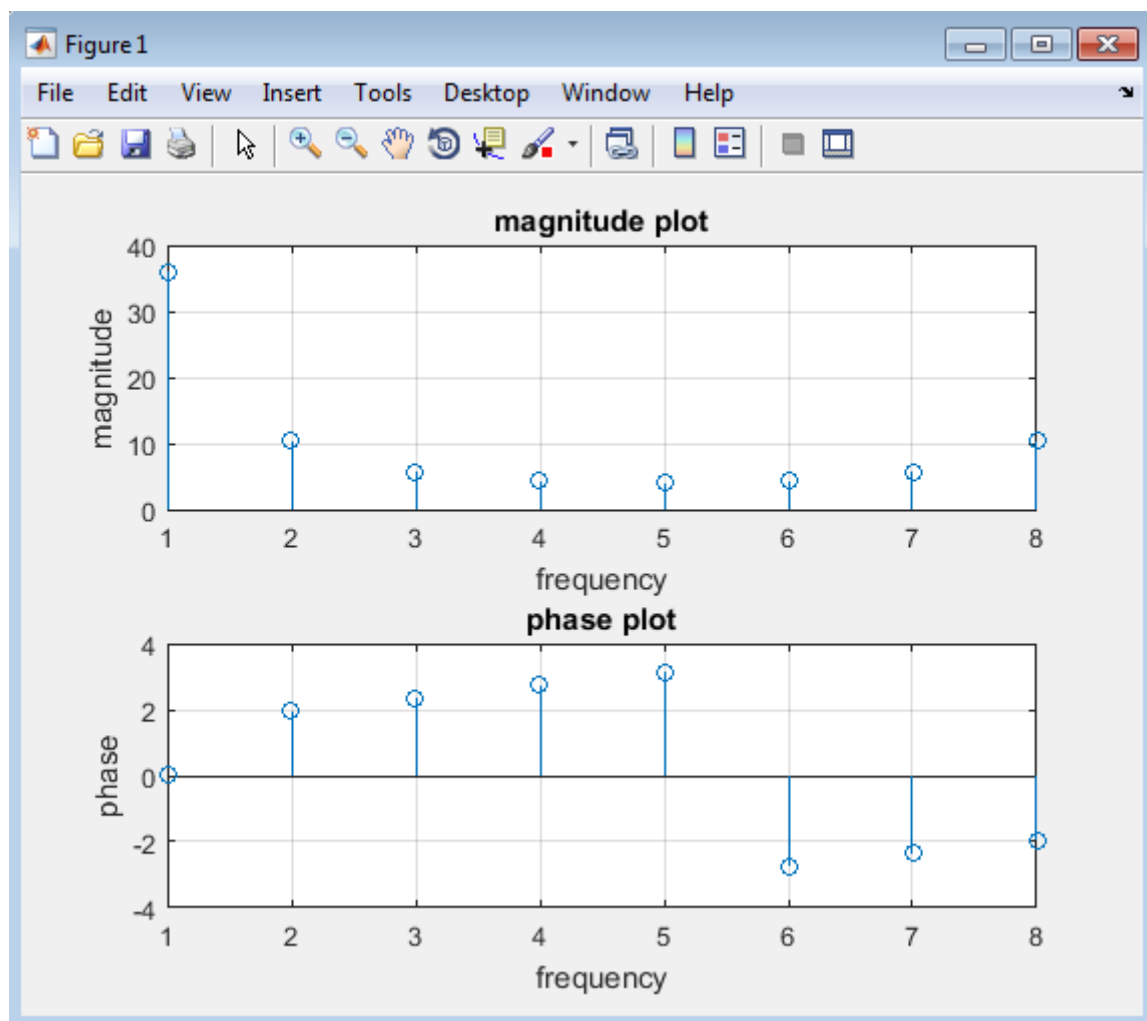 Figure 1
File Edit View Insert Tools Desktop Window Help
magnitude plot
magnitude
40
30
20
10
0
1 2 3 4 5 6 7 8
frequency
phase plot
phase
4
2
0
-2
-4
1 2 3 4 5 6 7 8
frequency